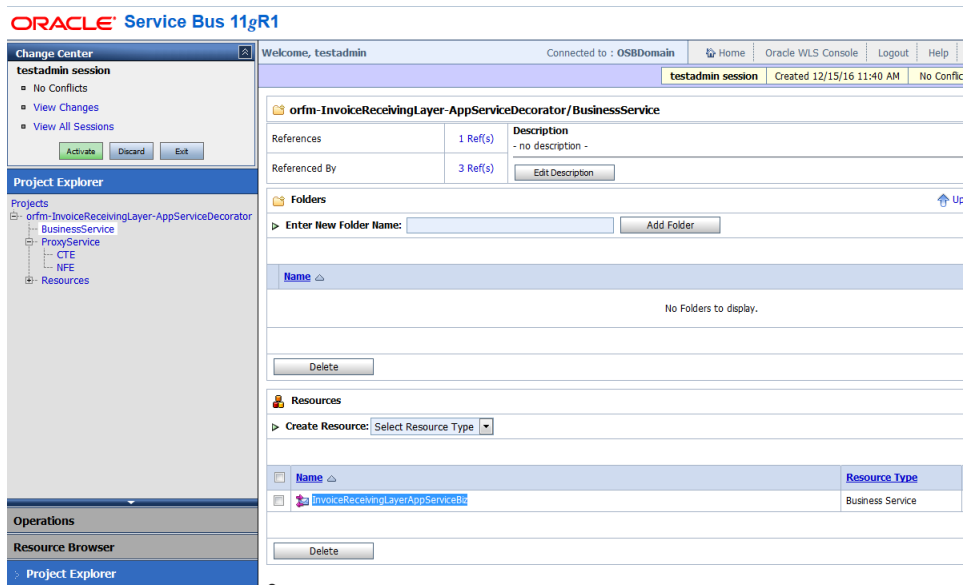 ORACLE Service Bus 11gR1
Change Center
testadmin session
No Conflicts
View Changes
View All Sessions
Activate Discard Exit
Project Explorer
Projects
orfm-InvoiceReceivingLayer-AppServiceDecorator
BusinessService
ProxyService
CTE
NFE
Resources
Operations
Resource Browser
Project Explorer
Welcome, testadmin Connected to : OSBDomain Home Oracle WLS Console Logout Help
testadmin session Created 12/15/16 11:40 AM No Conflic
orfm-InvoiceReceivingLayer-AppServiceDecorator/BusinessService
References 1 Ref(s) Description
- no description -
Referenced By 3 Ref(s) Edit Description
Folders Up
Enter New Folder Name: Add Folder
Name
No Folders to display.
Delete
Resources
Create Resource: Select Resource Type
Name Resource Type
InvoiceReceivingLayerAppServiceBiz Business Service
Delete